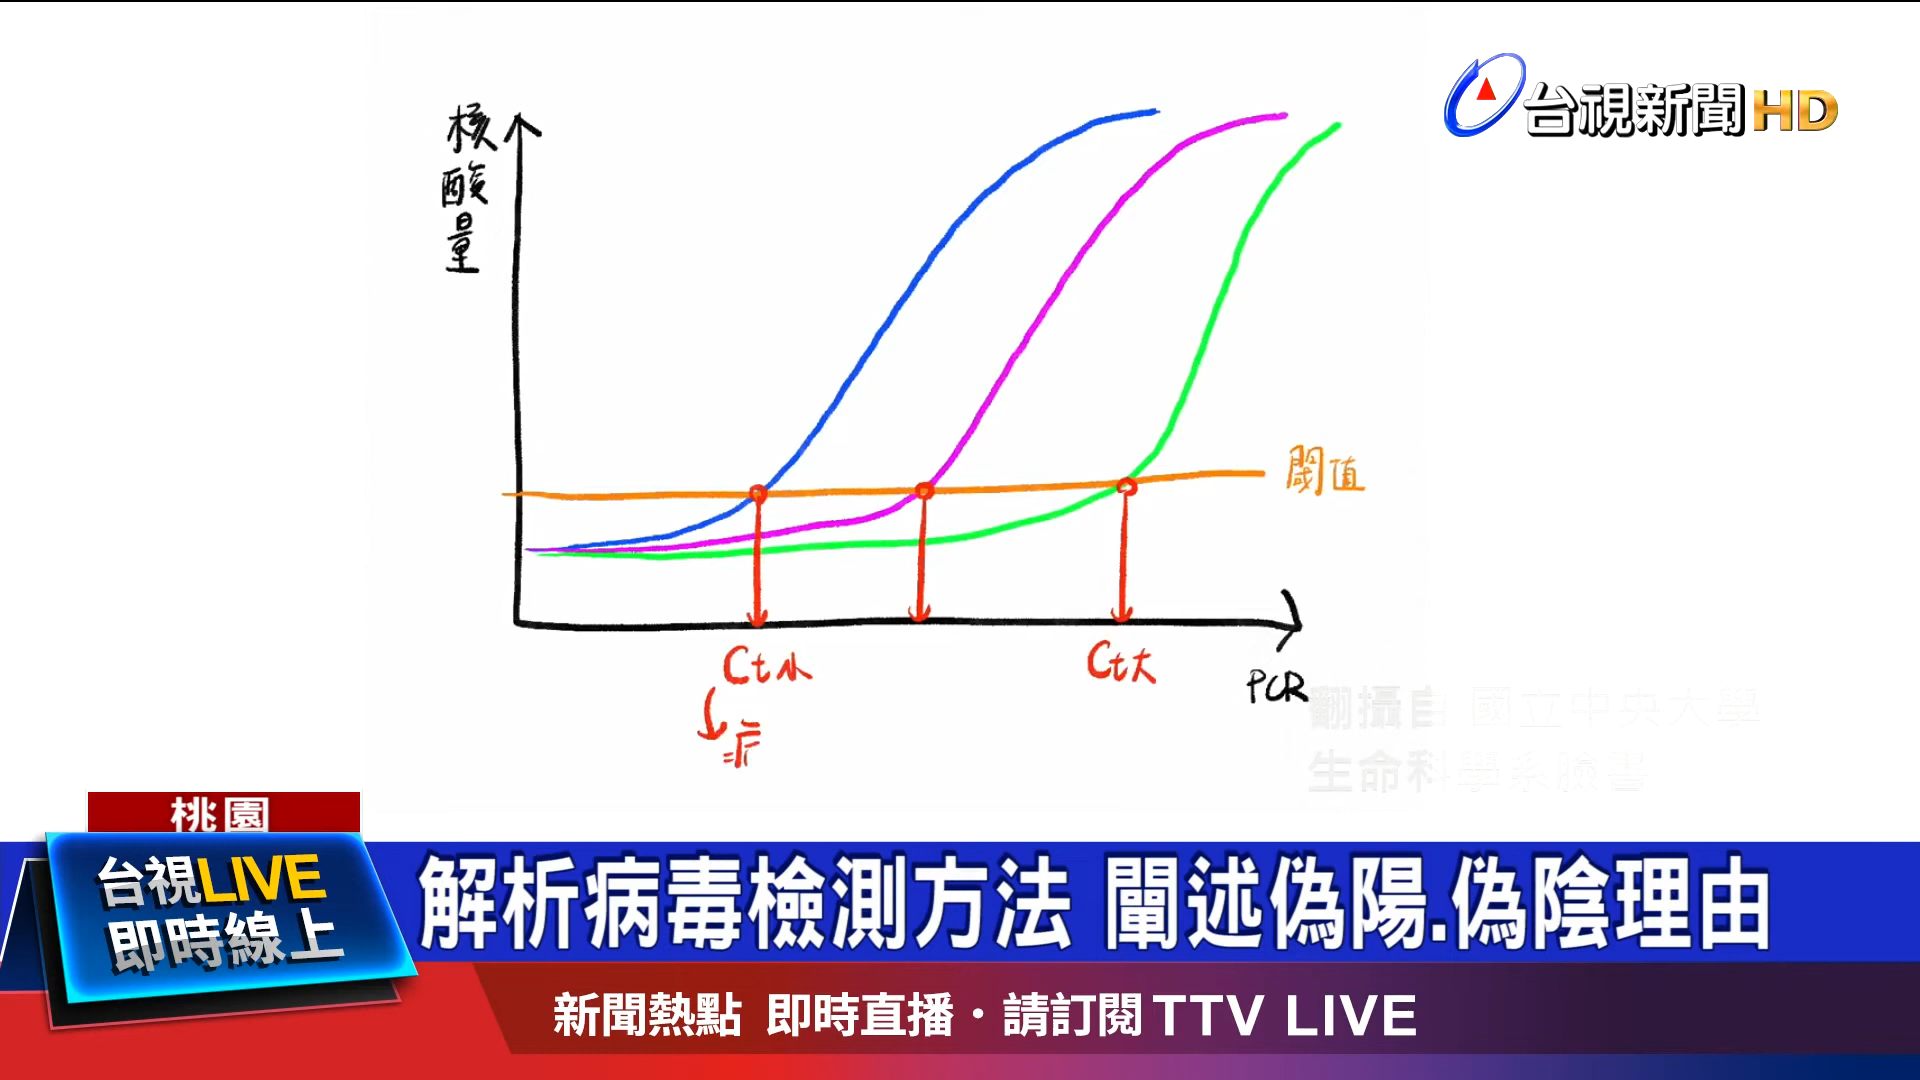 台視新聞HD
核酸量
閾值
Ct小
Ct大
PCR
翻攝自 國立中央大學
生命科學系臉書
桃園
台視LIVE
即時線上
解析病毒檢測方法 闡述偽陽.偽陰理由
新聞熱點 即時直播・請訂閱TTV LIVE